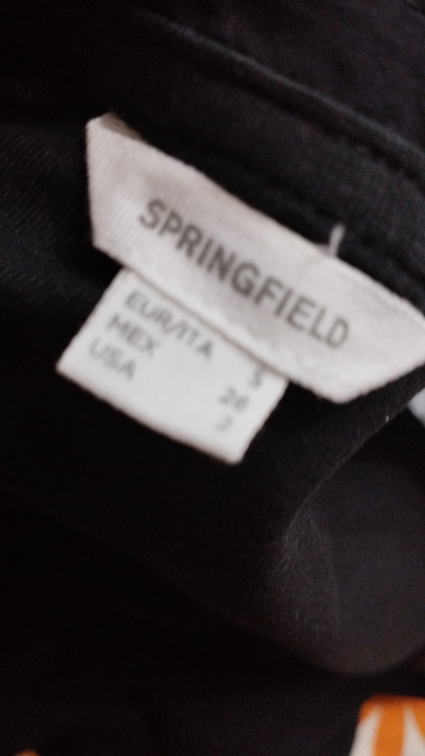 SPRINGFIELD
EUR/ITA S
MEX 26
USA 2